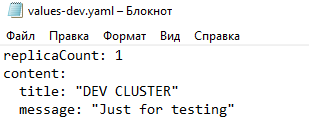 values-dev.yaml – Блокнот
Файл Правка Формат Вид Справка
replicaCount: 1
content:
  title: "DEV CLUSTER"
  message: "Just for testing"